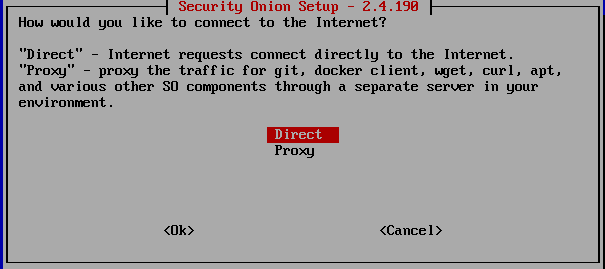 Security Onion Setup - 2.4.190
How would you like to connect to the Internet?
"Direct" - Internet requests connect directly to the Internet.
"Proxy" - proxy the traffic for git, docker client, wget, curl, apt,
and various other SO components through a separate server in your
environment.
Direct
Proxy
<Ok> <Cancel>